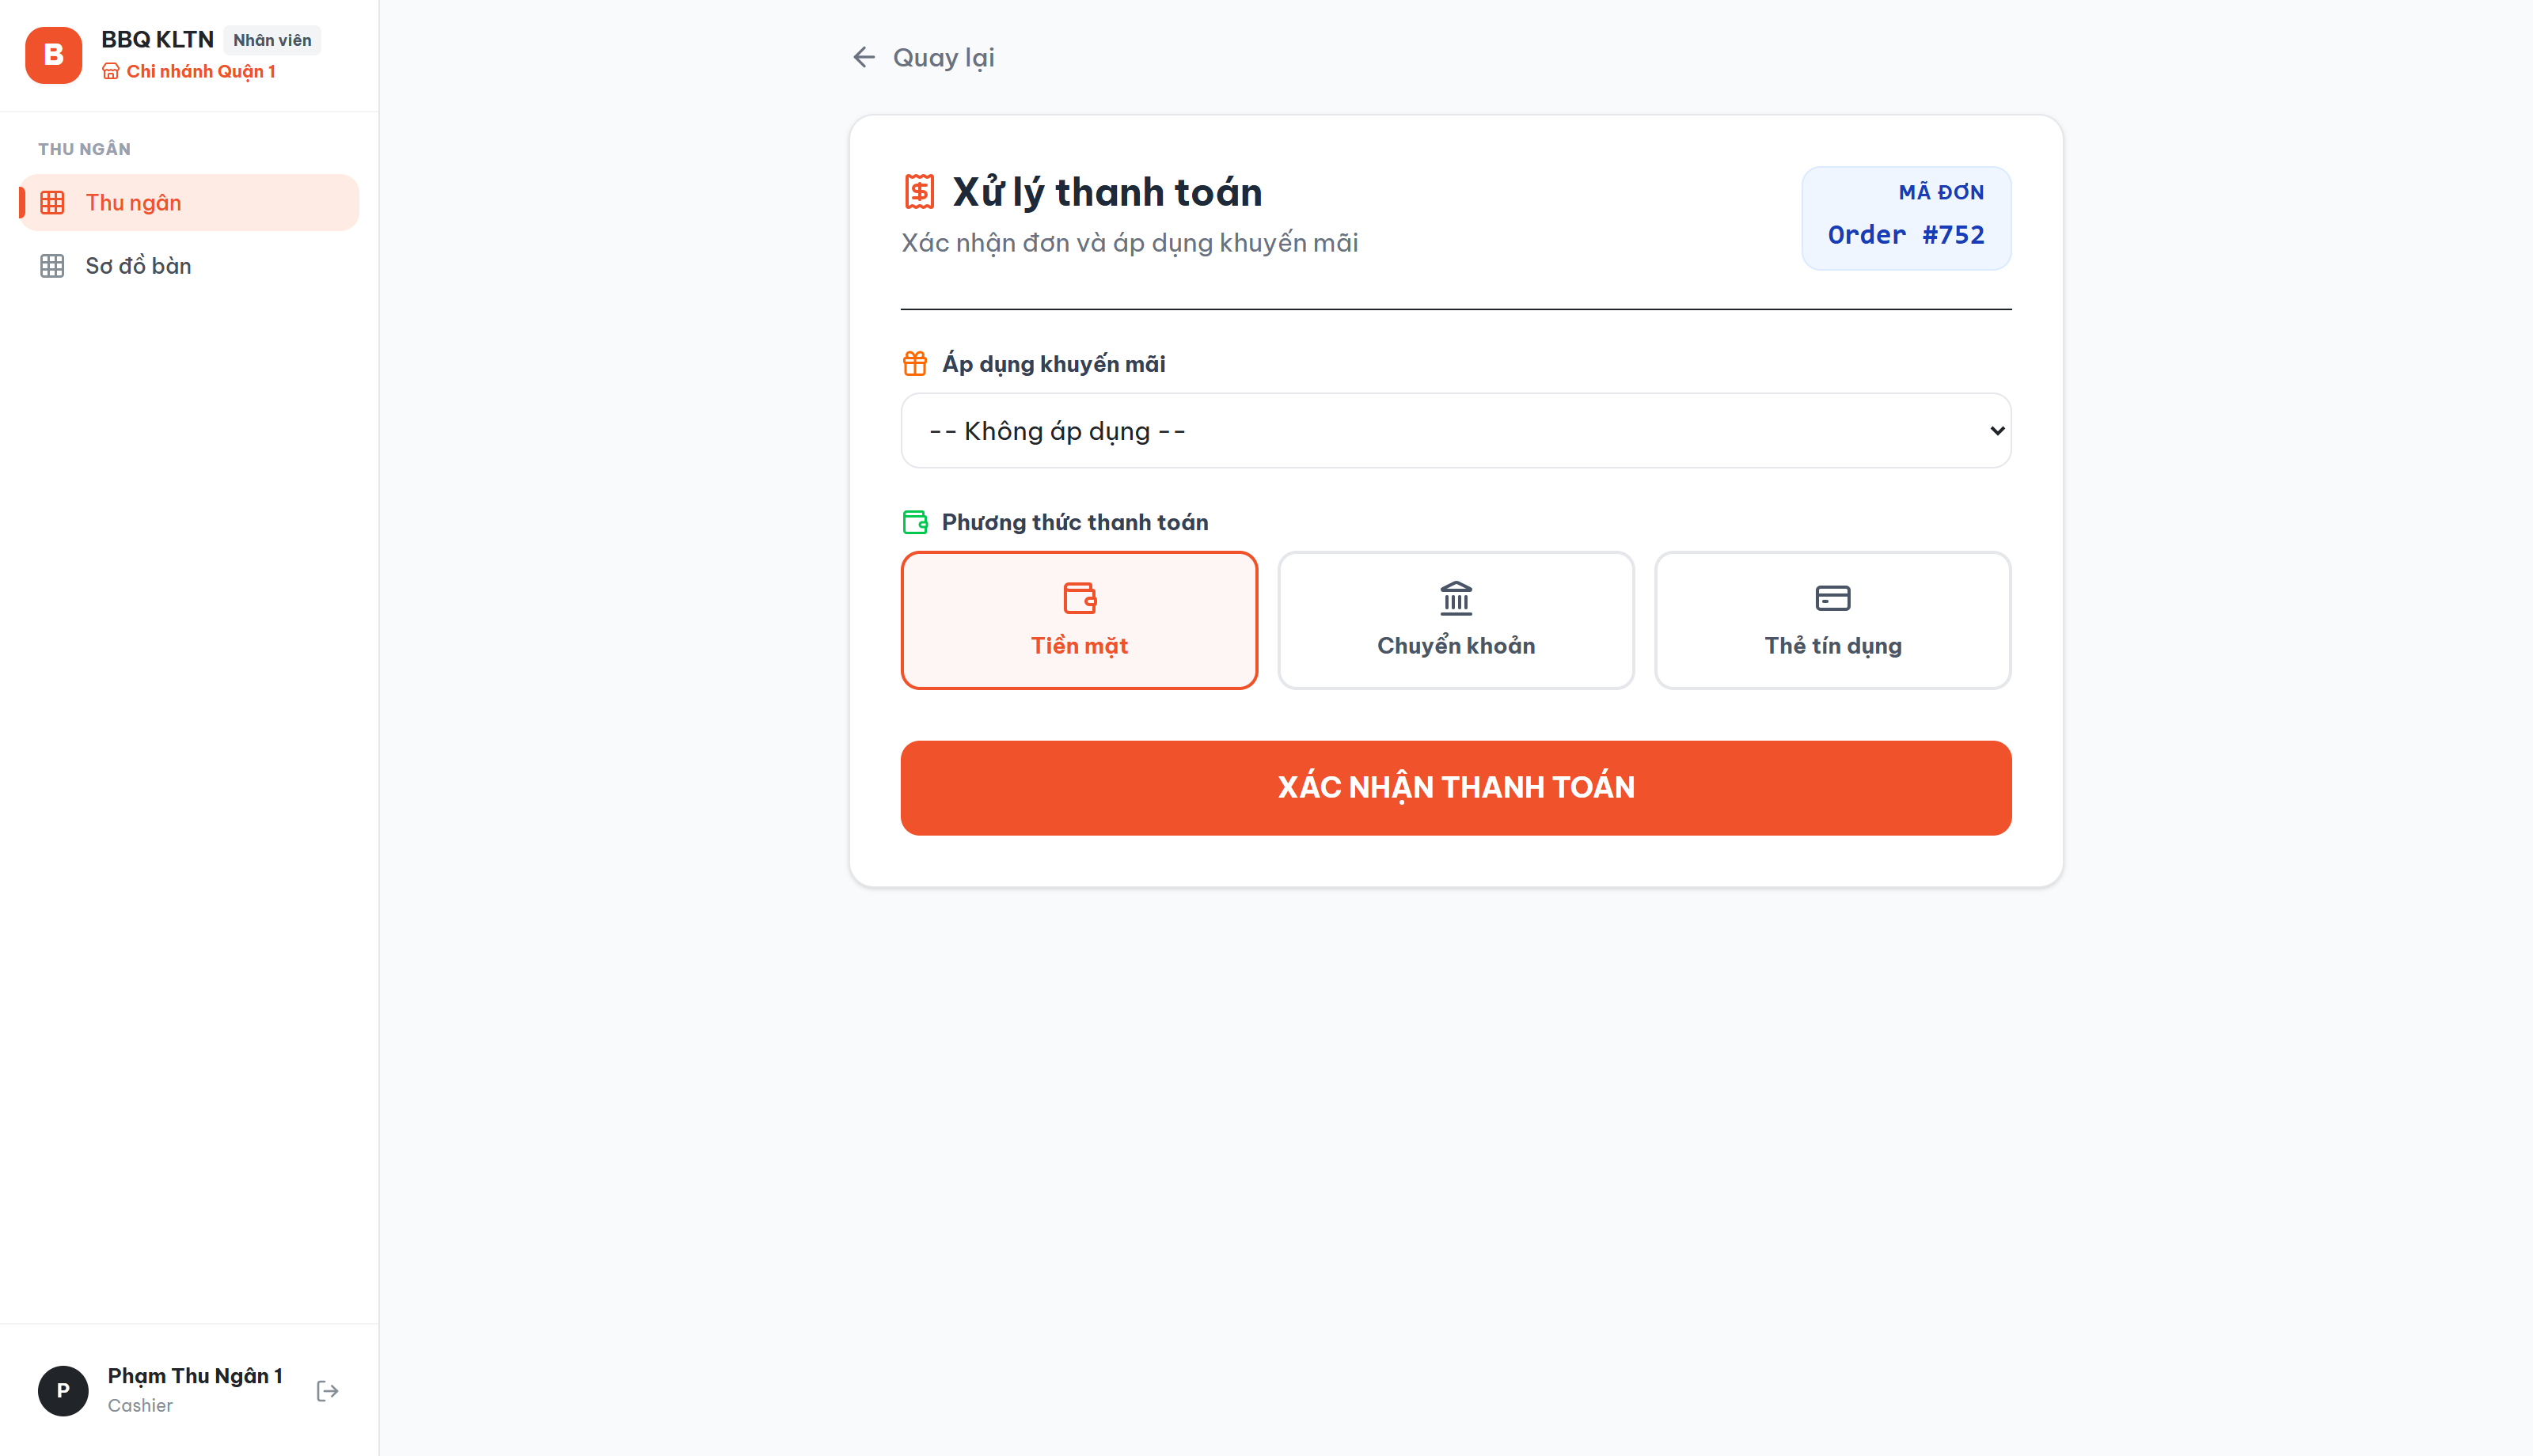 B
BBQ KLTN Nhân viên
Chi nhánh Quận 1
THU NGÂN
Thu ngân
Sơ đồ bàn
Quay lại
Xử lý thanh toán
Xác nhận đơn và áp dụng khuyến mãi
MÃ ĐƠN
Order #752
Áp dụng khuyến mãi
-- Không áp dụng --
Phương thức thanh toán
Tiền mặt
Chuyển khoản
Thẻ tín dụng
XÁC NHẬN THANH TOÁN
P
Phạm Thu Ngân 1
Cashier